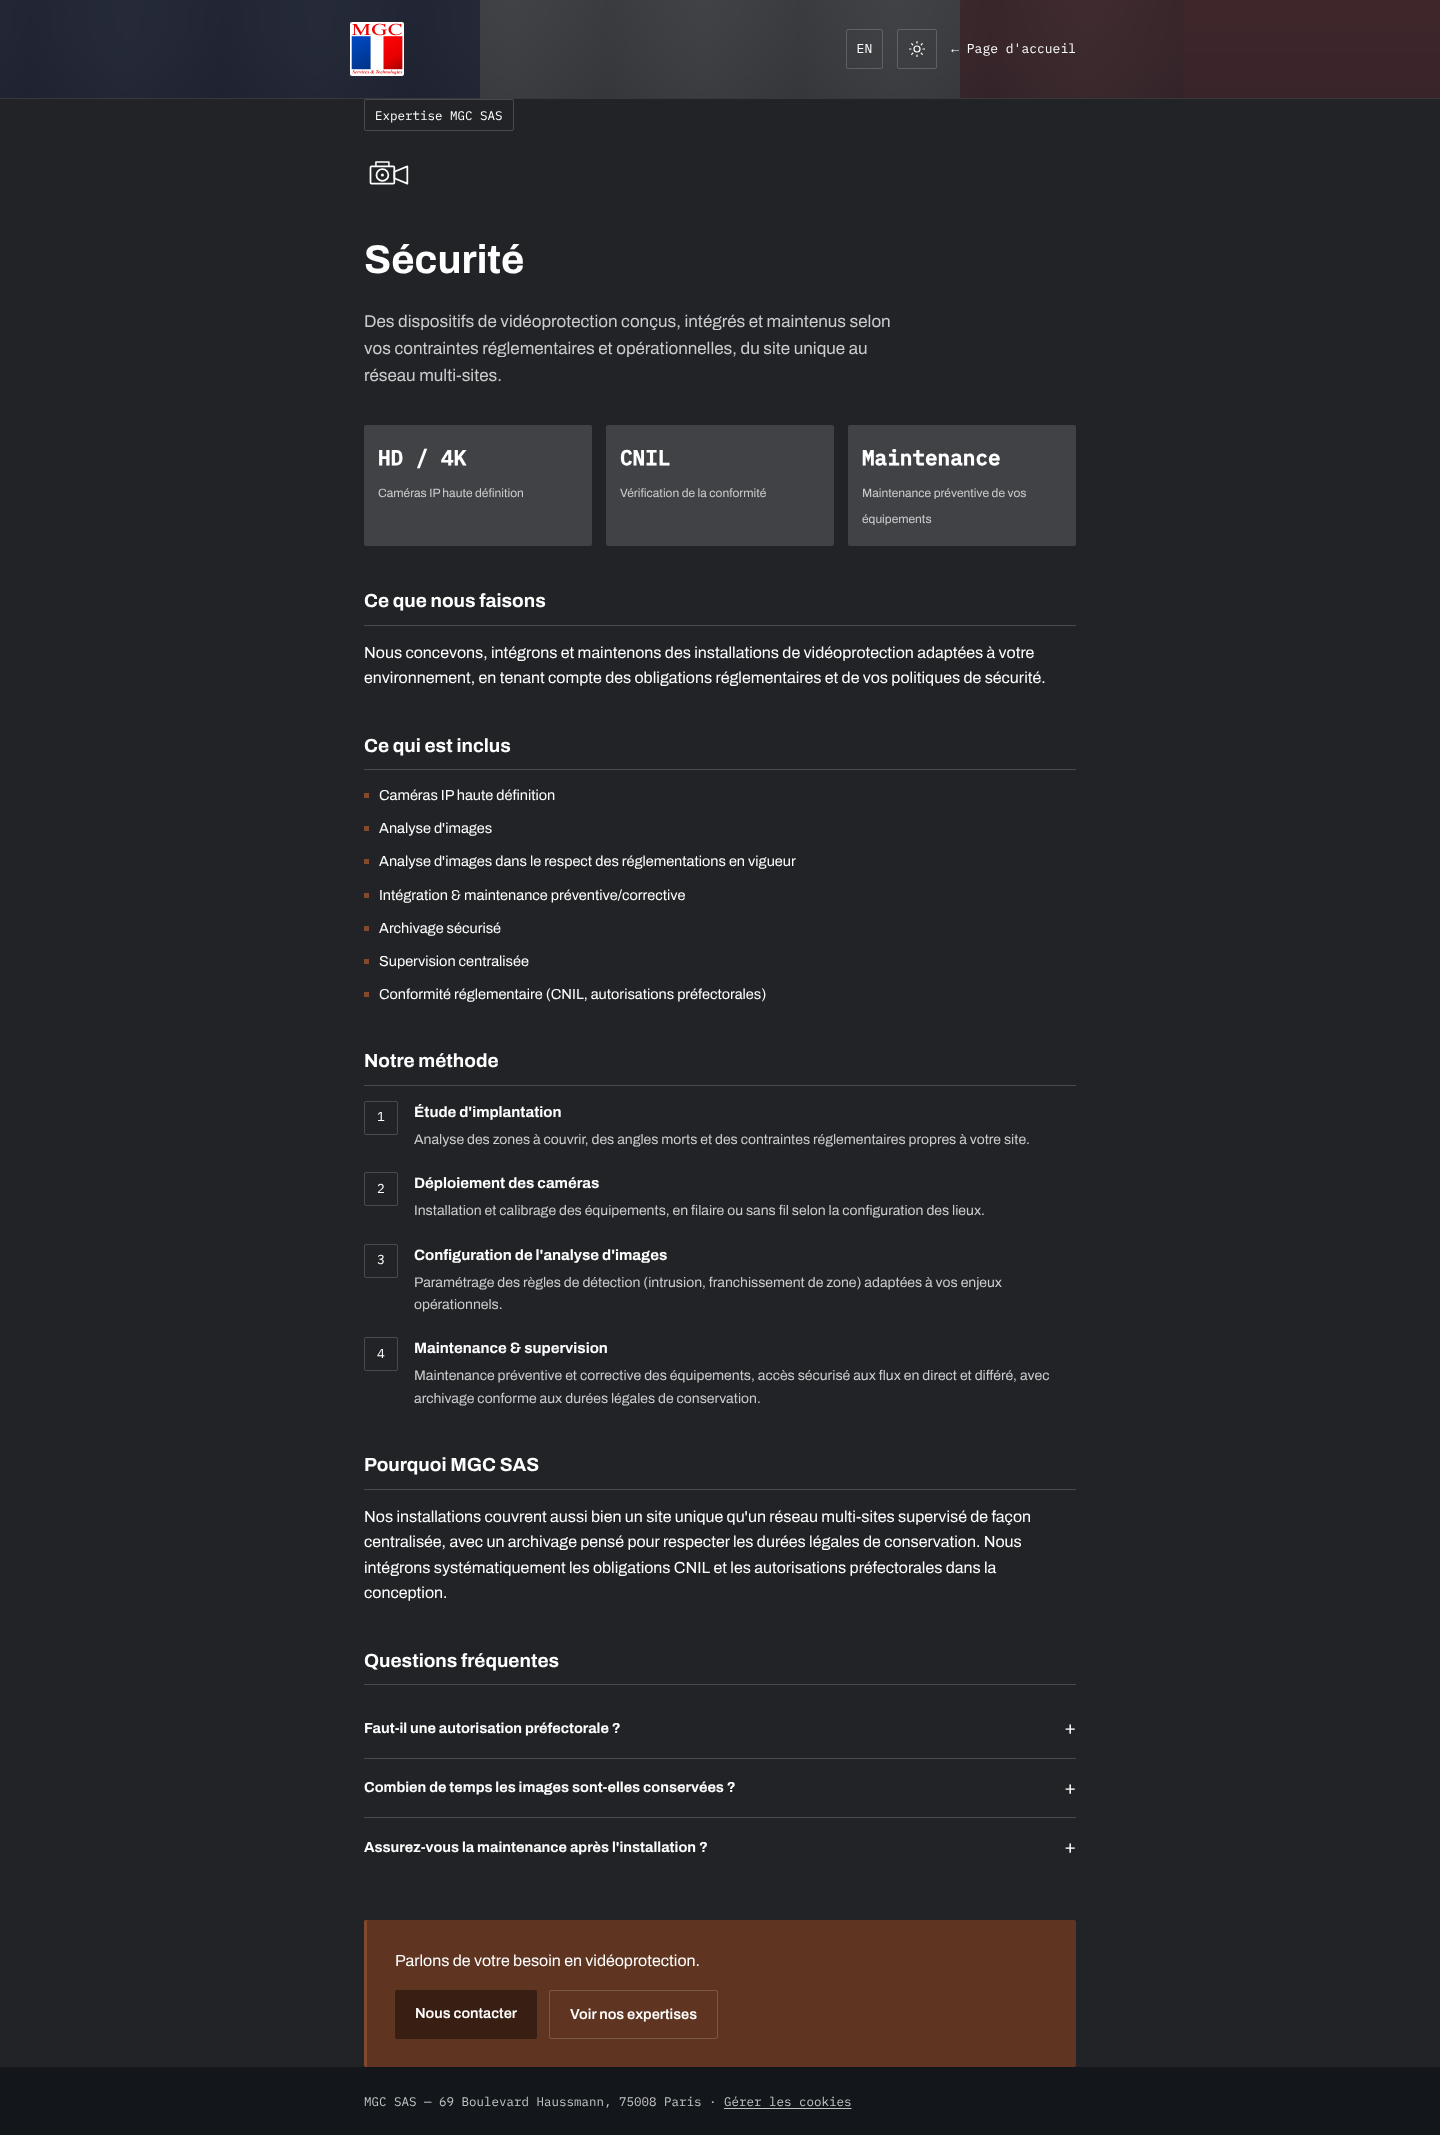 MGC
Services & Technologies
EN
← Page d'accueil
Expertise MGC SAS
Sécurité
Des dispositifs de vidéoprotection conçus, intégrés et maintenus selon
vos contraintes réglementaires et opérationnelles, du site unique au
réseau multi-sites.
HD / 4K
Caméras IP haute définition
CNIL
Vérification de la conformité
Maintenance
Maintenance préventive de vos
équipements
Ce que nous faisons
Nous concevons, intégrons et maintenons des installations de vidéoprotection adaptées à votre
environnement, en tenant compte des obligations réglementaires et de vos politiques de sécurité.
Ce qui est inclus
Caméras IP haute définition
Analyse d'images
Analyse d'images dans le respect des réglementations en vigueur
Intégration & maintenance préventive/corrective
Archivage sécurisé
Supervision centralisée
Conformité réglementaire (CNIL, autorisations préfectorales)
Notre méthode
1
Étude d'implantation
Analyse des zones à couvrir, des angles morts et des contraintes réglementaires propres à votre site.
2
Déploiement des caméras
Installation et calibrage des équipements, en filaire ou sans fil selon la configuration des lieux.
3
Configuration de l'analyse d'images
Paramétrage des règles de détection (intrusion, franchissement de zone) adaptées à vos enjeux
opérationnels.
4
Maintenance & supervision
Maintenance préventive et corrective des équipements, accès sécurisé aux flux en direct et différé, avec
archivage conforme aux durées légales de conservation.
Pourquoi MGC SAS
Nos installations couvrent aussi bien un site unique qu'un réseau multi-sites supervisé de façon
centralisée, avec un archivage pensé pour respecter les durées légales de conservation. Nous
intégrons systématiquement les obligations CNIL et les autorisations préfectorales dans la
conception.
Questions fréquentes
Faut-il une autorisation préfectorale ? +
Combien de temps les images sont-elles conservées ? +
Assurez-vous la maintenance après l'installation ? +
Parlons de votre besoin en vidéoprotection.
Nous contacter
Voir nos expertises
MGC SAS — 69 Boulevard Haussmann, 75008 Paris · Gérer les cookies